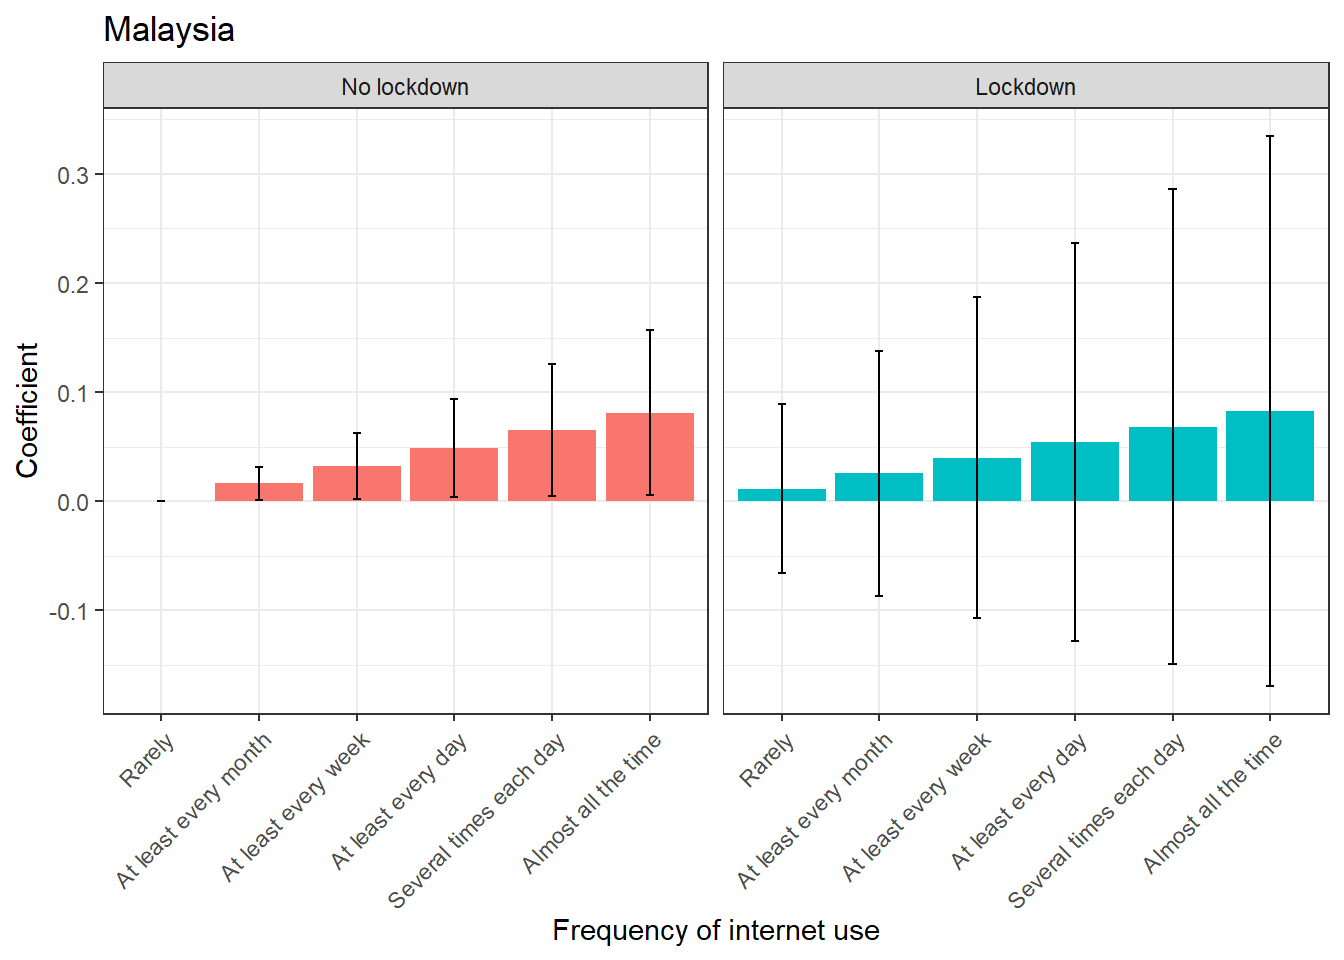 Malaysia
No lockdown
Lockdown
Coefficient
0.3
0.2
0.1
0.0
-0.1
Rarely
At least every month
At least every week
At least every day
Several times each day
Almost all the time
Rarely
At least every month
At least every week
At least every day
Several times each day
Almost all the time
Frequency of internet use